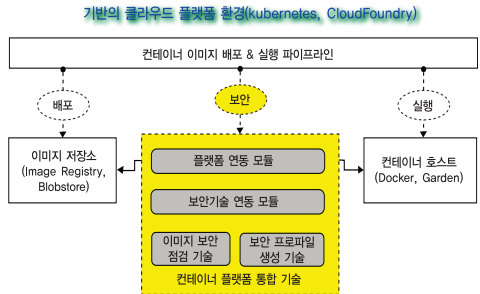 기반의 클라우드 플랫폼 환경(kubernetes, CloudFoundry)
컨테이너 이미지 배포 & 실행 파이프라인
배포
보안
실행
이미지 저장소
(Image Registry,
Blobstore)
플랫폼 연동 모듈
컨테이너 호스트
(Docker, Garden)
보안기술 연동 모듈
이미지 보안
점검 기술
보안 프로파일
생성 기술
컨테이너 플랫폼 통합 기술